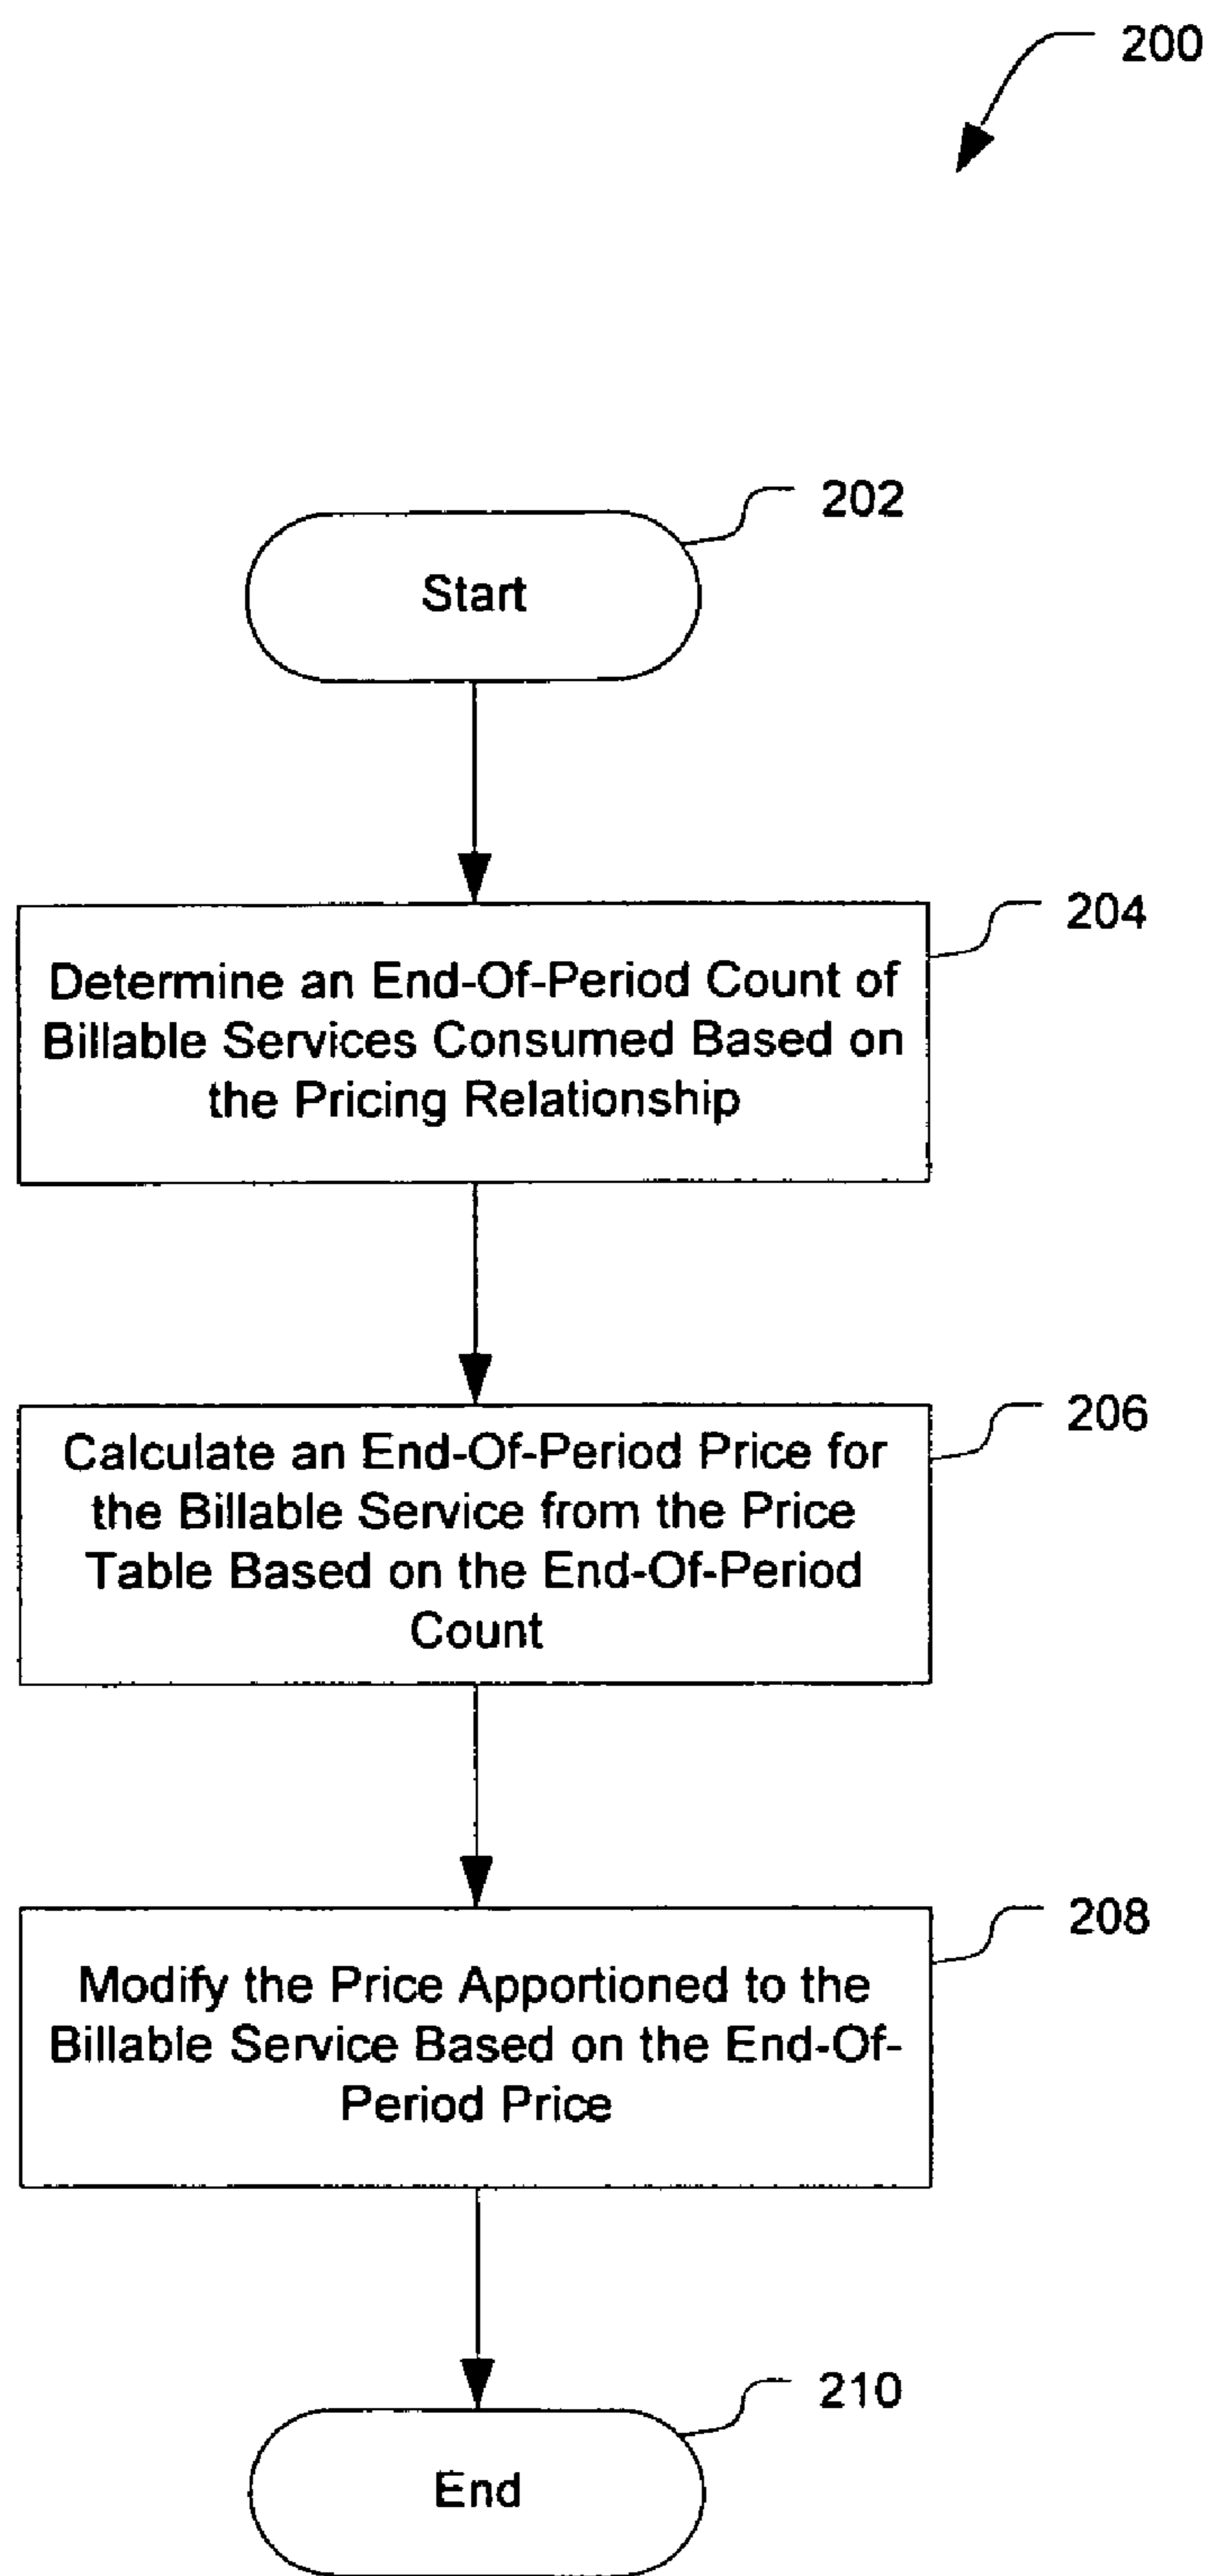 200
202
Start
204
Determine an End-Of-Period Count of
Billable Services Consumed Based on
the Pricing Relationship
206
Calculate an End-Of-Period Price for
the Billable Service from the Price
Table Based on the End-Of-Period
Count
208
Modify the Price Apportioned to the
Billable Service Based on the End-Of-
Period Price
210
End